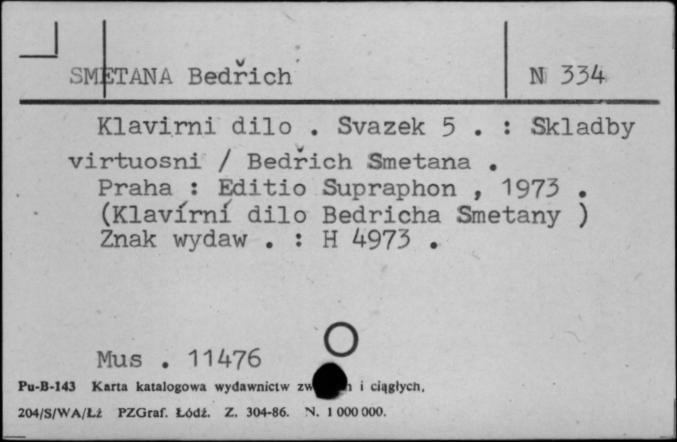 SMETANA Bedřich N 334
Klavirni dilo . Svazek 5 . : Skladby
virtuosni / Bedřich Smetana .
Praha : Editio Supraphon , 1973 .
(Klavírní dilo Bedricha Smetany )
Znak wydaw . : H 4973 .
Mus . 11476
Pu-B-143 Karta katalogowa wydawnictw i ciągłych,
204/S/WA/Łż PZGraf. Łódź. Z. 304-86. N. 1 000 000.